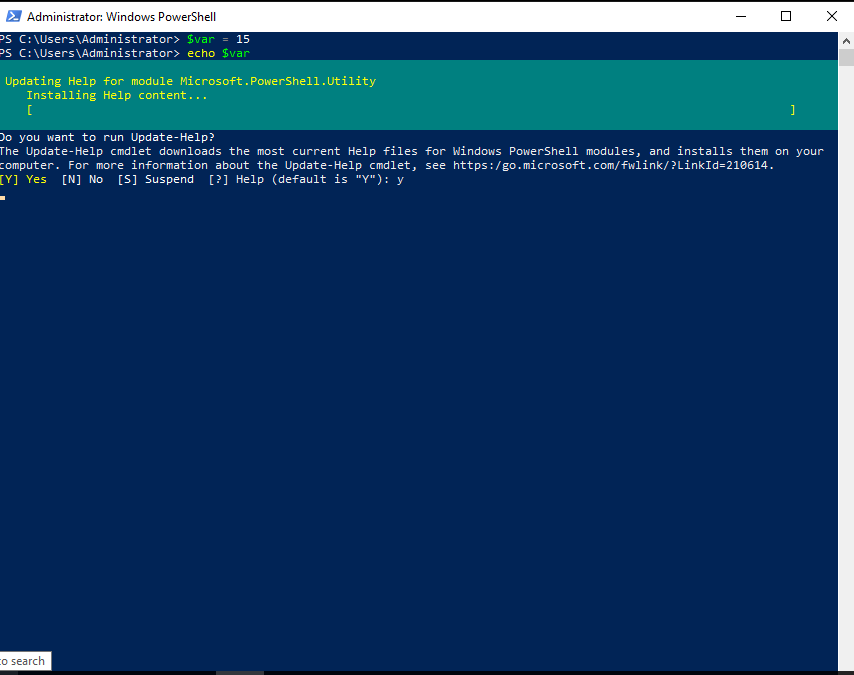 Administrator: Windows PowerShell
PS C:\Users\Administrator> $var = 15
PS C:\Users\Administrator> echo $var
Updating Help for module Microsoft.PowerShell.Utility
Installing Help content...
[ ]
Do you want to run Update-Help?
The Update-Help cmdlet downloads the most current Help files for Windows PowerShell modules, and installs them on your
computer. For more information about the Update-Help cmdlet, see https:/go.microsoft.com/fwlink/?LinkId=210614.
[Y] Yes  [N] No  [S] Suspend  [?] Help (default is "Y"): y
to search